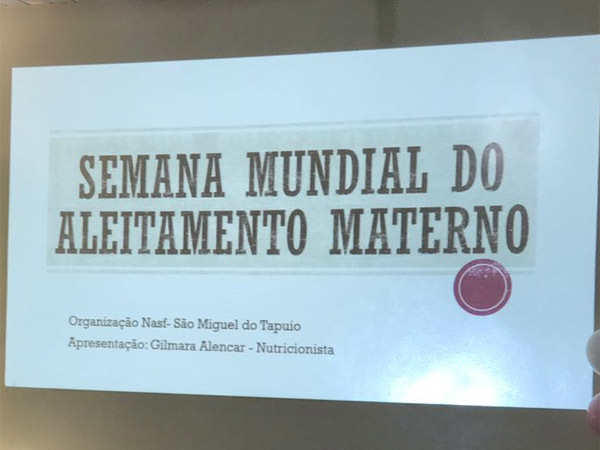 SEMANA MUNDIAL DO
ALEITAMENTO MATERNO
Organização Nasf- São Miguel do Tapuio
Apresentação: Gilmara Alencar - Nutricionista